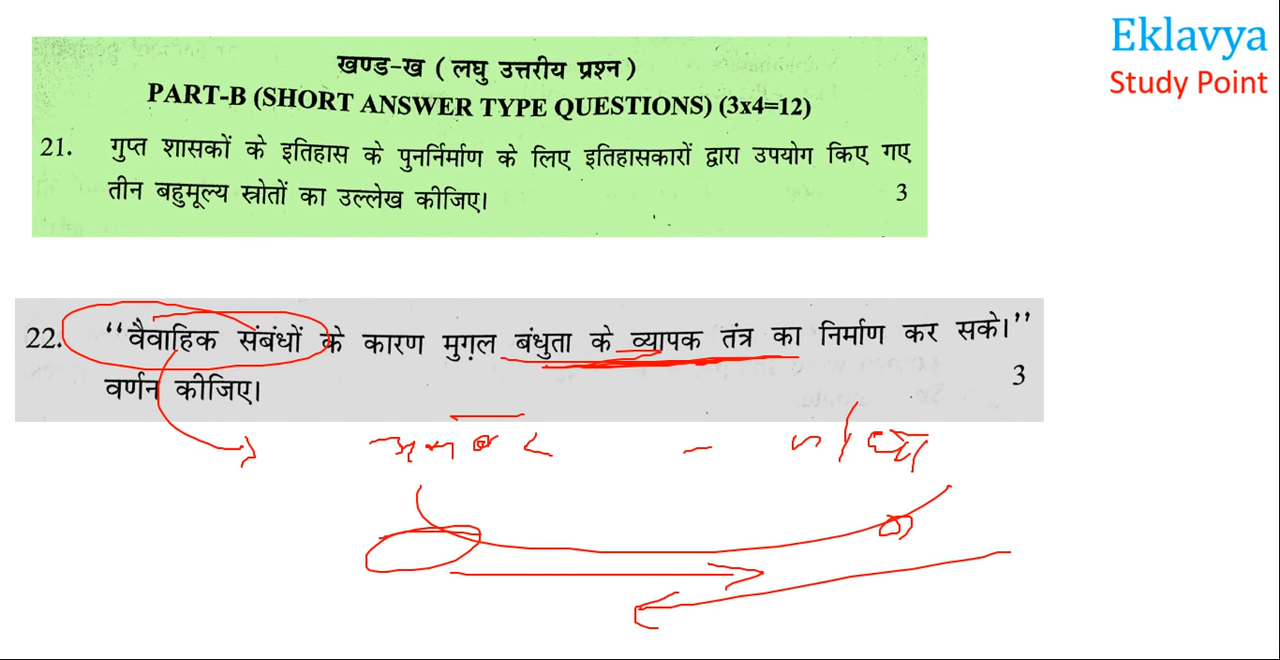 Eklavya
Study Point
खण्ड-ख ( लघु उत्तरीय प्रश्न )
PART-B (SHORT ANSWER TYPE QUESTIONS) (3x4=12)
21. गुप्त शासकों के इतिहास के पुनर्निर्माण के लिए इतिहासकारों द्वारा उपयोग किए गए
तीन बहुमूल्य स्रोतों का उल्लेख कीजिए। 3
22. “वैवाहिक संबंधों के कारण मुग़ल बंधुता के व्यापक तंत्र का निर्माण कर सके।”
वर्णन कीजिए। 3